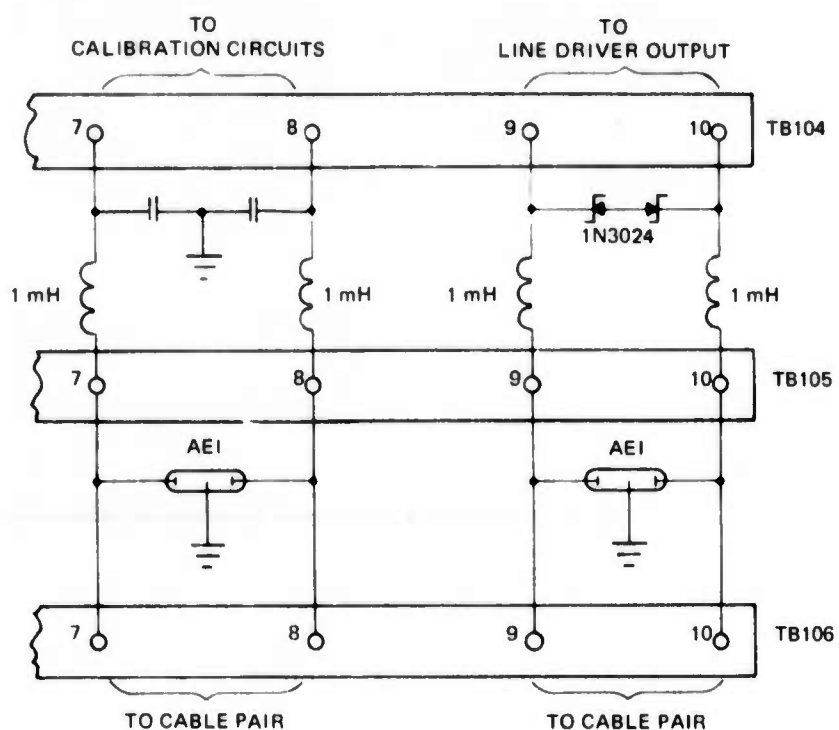 TO
CALIBRATION CIRCUITS
TO
LINE DRIVER OUTPUT
7 8 9 10 TB104
1N3024
1 mH 1 mH 1 mH 1 mH
7 8 9 10 TB105
AEI AEI
7 8 9 10 TB106
TO CABLE PAIR TO CABLE PAIR